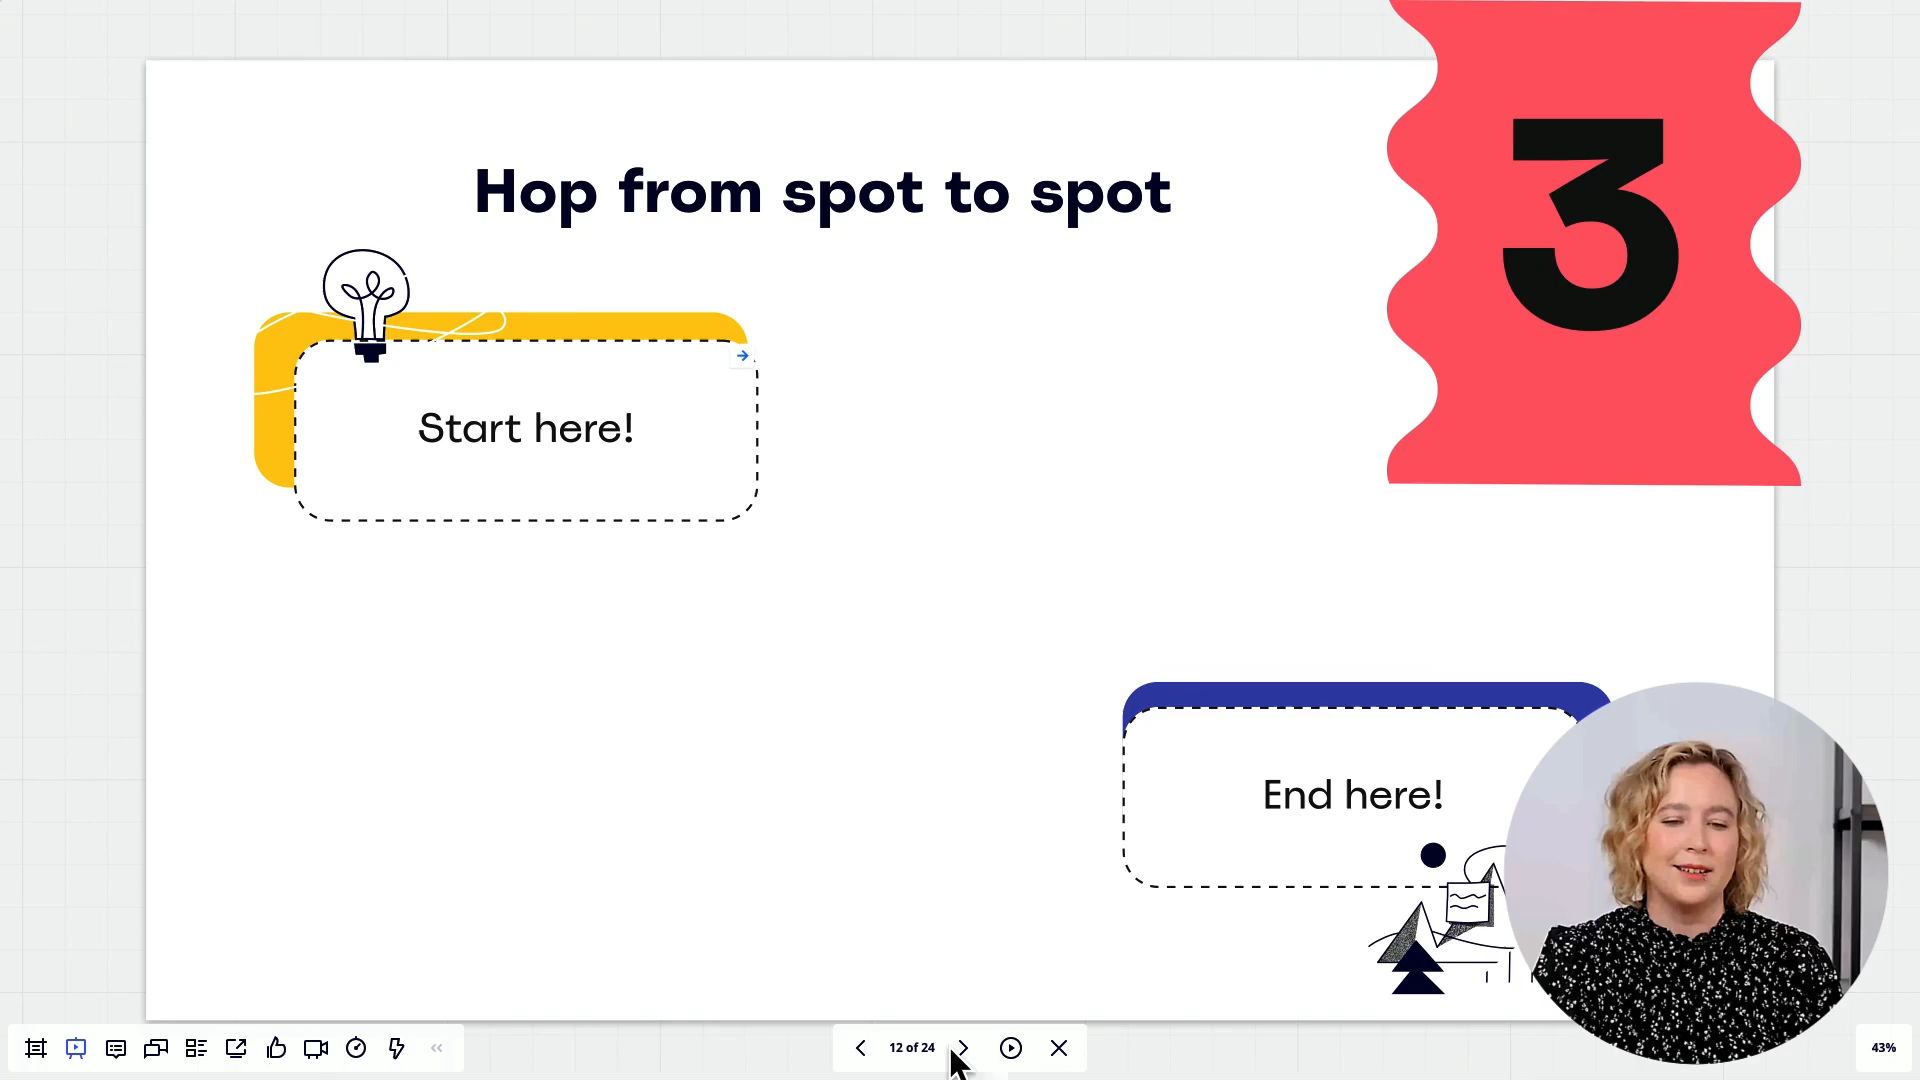 Hop from spot to spot
3
Start here!
End here!
12 of 24
43%